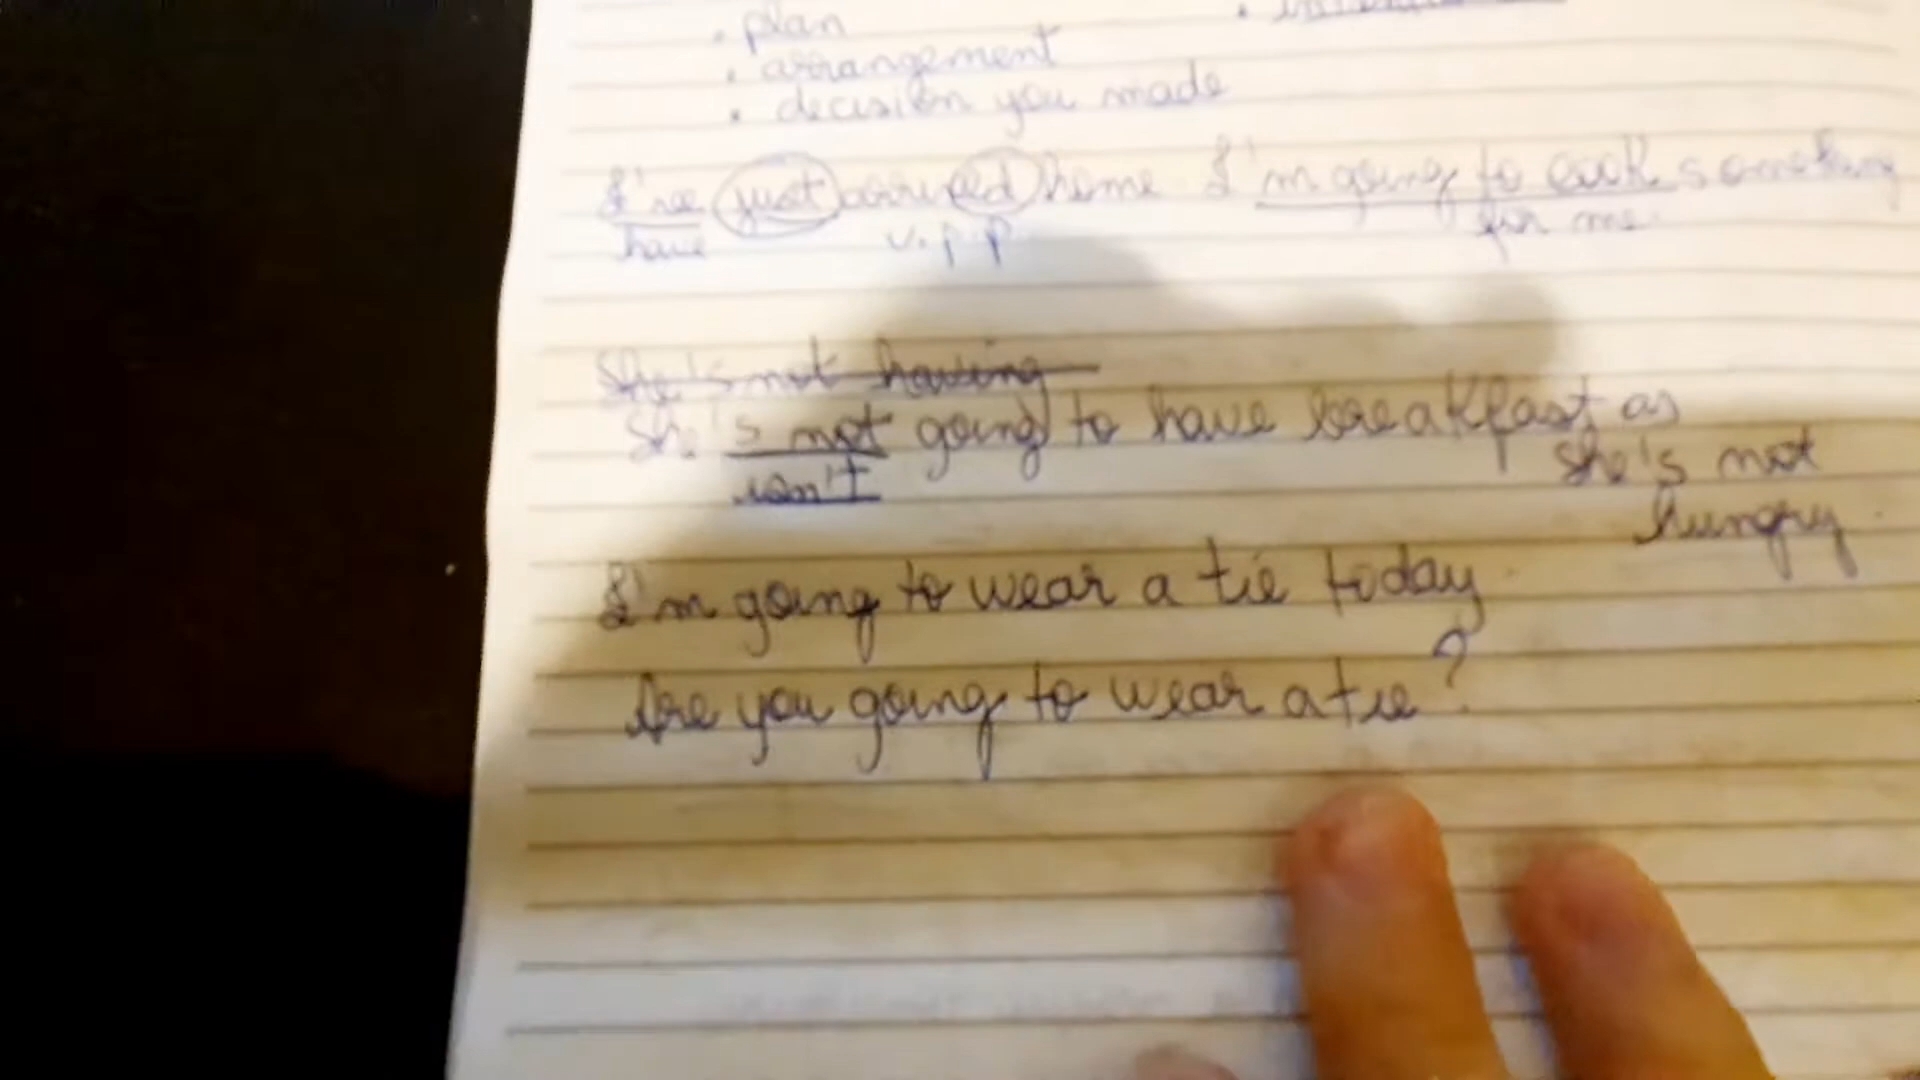 . plan
. arrangement
. decision you made
I've just arrived home. I'm going to cook something
have v.p.p for me.
She's not having
She's not going to have breakfast as
isn't she's not
hungry.
I'm going to wear a tie today.
Are you going to wear a tie?